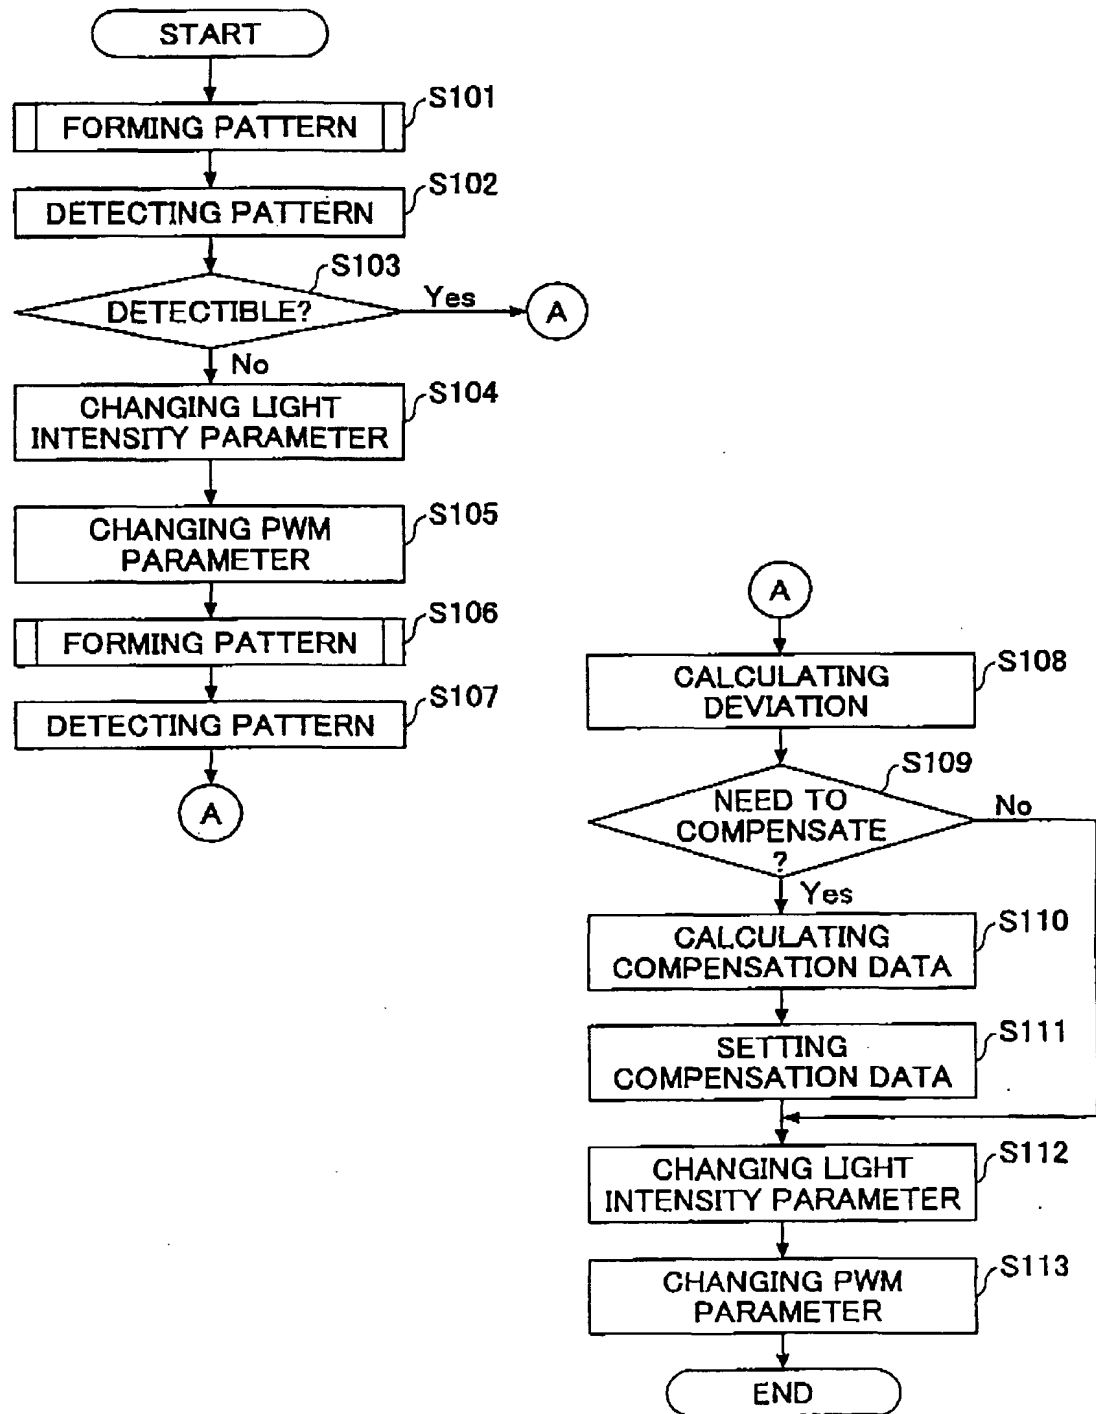 START
S101
FORMING PATTERN
S102
DETECTING PATTERN
S103
DETECTIBLE?
Yes
A
No
S104
CHANGING LIGHT
INTENSITY PARAMETER
S105
CHANGING PWM
PARAMETER
S106
FORMING PATTERN
S107
DETECTING PATTERN
A
A
S108
CALCULATING
DEVIATION
S109
NEED TO
COMPENSATE
?
No
Yes
S110
CALCULATING
COMPENSATION DATA
S111
SETTING
COMPENSATION DATA
S112
CHANGING LIGHT
INTENSITY PARAMETER
S113
CHANGING PWM
PARAMETER
END